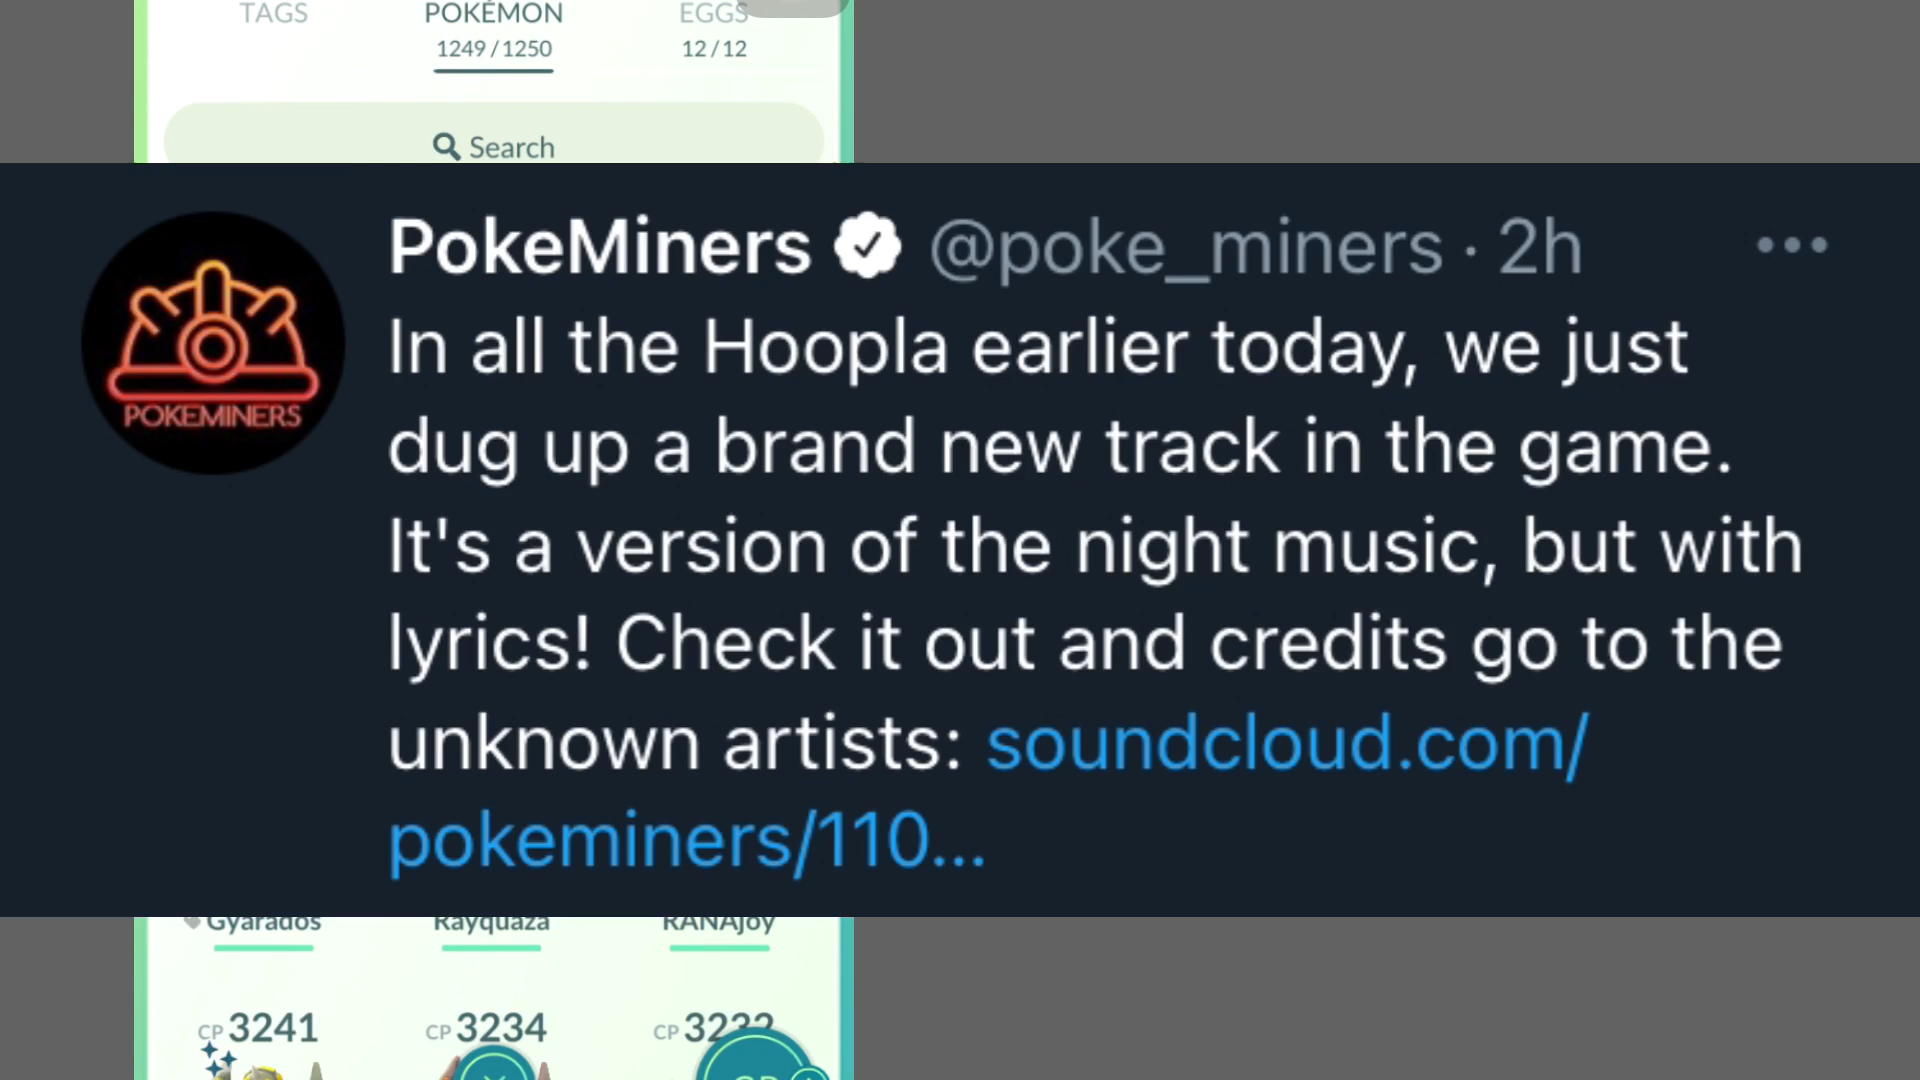 TAGS POKÉMON EGGS
1249/1250 12/12
Search
PokeMiners @poke_miners · 2h
In all the Hoopla earlier today, we just
dug up a brand new track in the game.
It's a version of the night music, but with
lyrics! Check it out and credits go to the
unknown artists: soundcloud.com/
pokeminers/110...
POKEMINERS
Gyarados Rayquaza RANAjoy
CP 3241 CP 3234 CP 3232